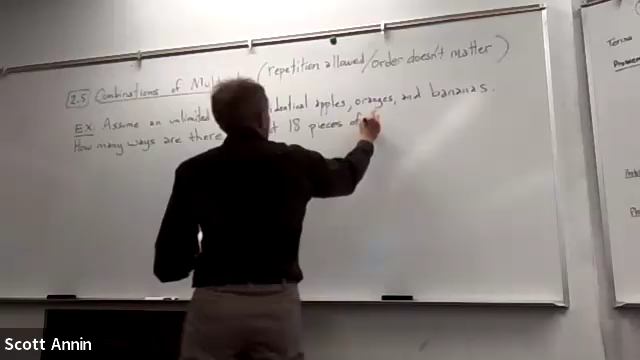 2.5 Combinations of Mult (repetition allowed/order doesn't matter)
EX: Assume an unlimited identical apples, oranges, and bananas.
How many ways are there 18 pieces of
Scott Annin